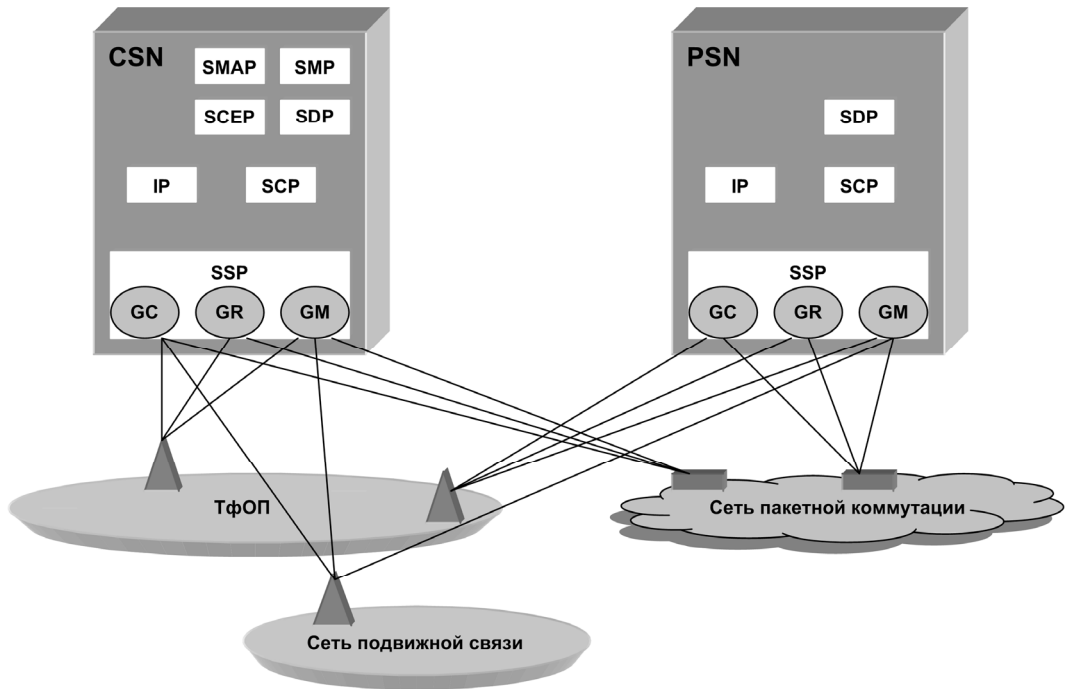 CSN
SMAP
SMP
SCEP
SDP
IP
SCP
SSP
GC
GR
GM
PSN
SDP
IP
SCP
SSP
GC
GR
GM
ТфОП
Сеть пакетной коммутации
Сеть подвижной связи